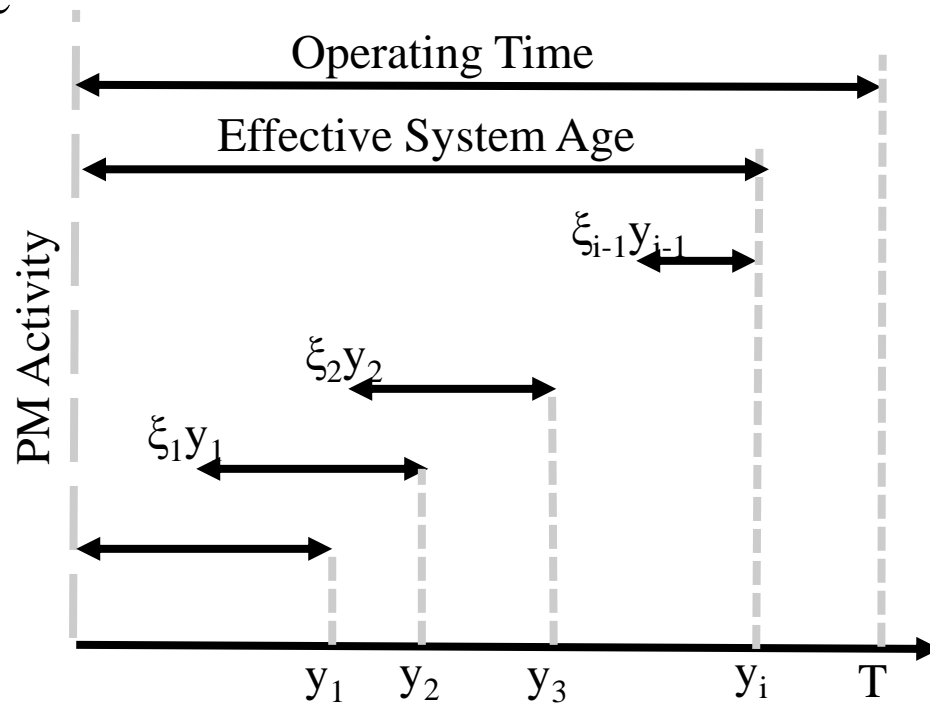 Operating Time
Effective System Age
PM Activity
ξi-1yi-1
ξ2y2
ξ1y1
y1 y2 y3 yi T